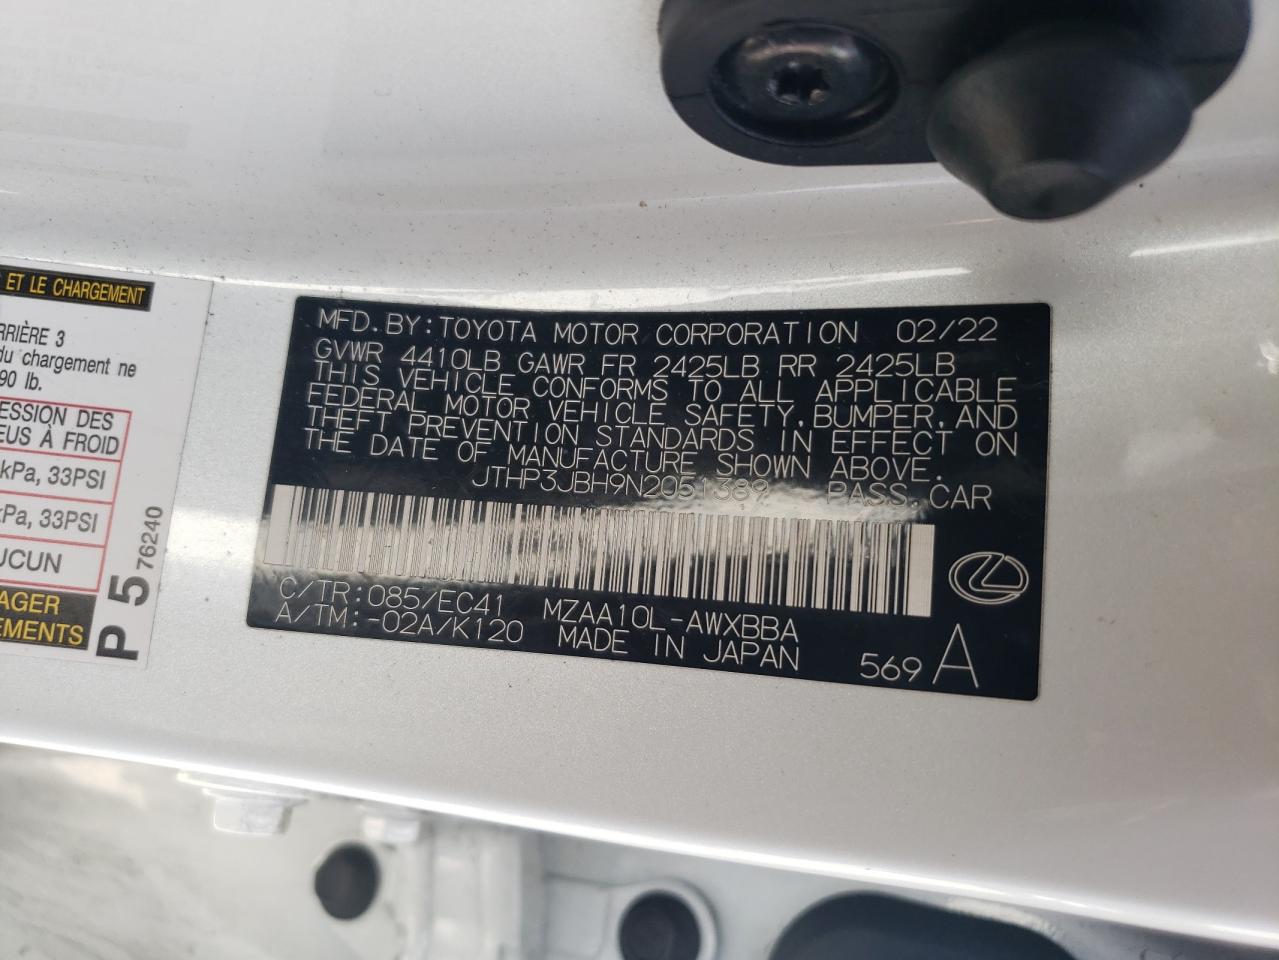 ET LE CHARGEMENT
RRIÈRE 3
du chargement ne
90 lb.
ESSION DES
EUS À FROID
kPa, 33PSI
kPa, 33PSI
UCUN
AGER
EMENTS
P 5 76240
MFD.BY:TOYOTA MOTOR CORPORATION 02/22
GVWR 4410LB GAWR FR 2425LB RR 2425LB
THIS VEHICLE CONFORMS TO ALL APPLICABLE
FEDERAL MOTOR VEHICLE SAFETY,BUMPER,AND
THEFT PREVENTION STANDARDS IN EFFECT ON
THE DATE OF MANUFACTURE SHOWN ABOVE.
JTHP3JBH9N2051389 PASS.CAR
C/TR:085/EC41 MZAA10L-AWXBBA
A/TM:-02A/K120 MADE IN JAPAN 569 A